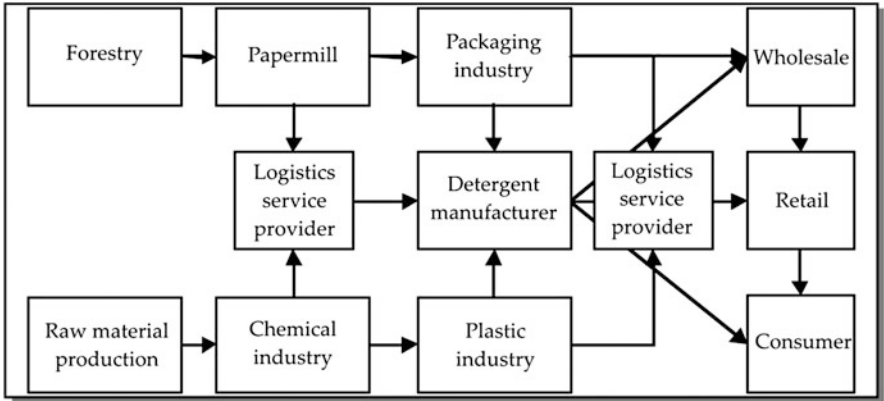 Forestry
Papermill
Packaging
industry
Wholesale
Logistics
service
provider
Detergent
manufacturer
Logistics
service
provider
Retail
Raw material
production
Chemical
industry
Plastic
industry
Consumer